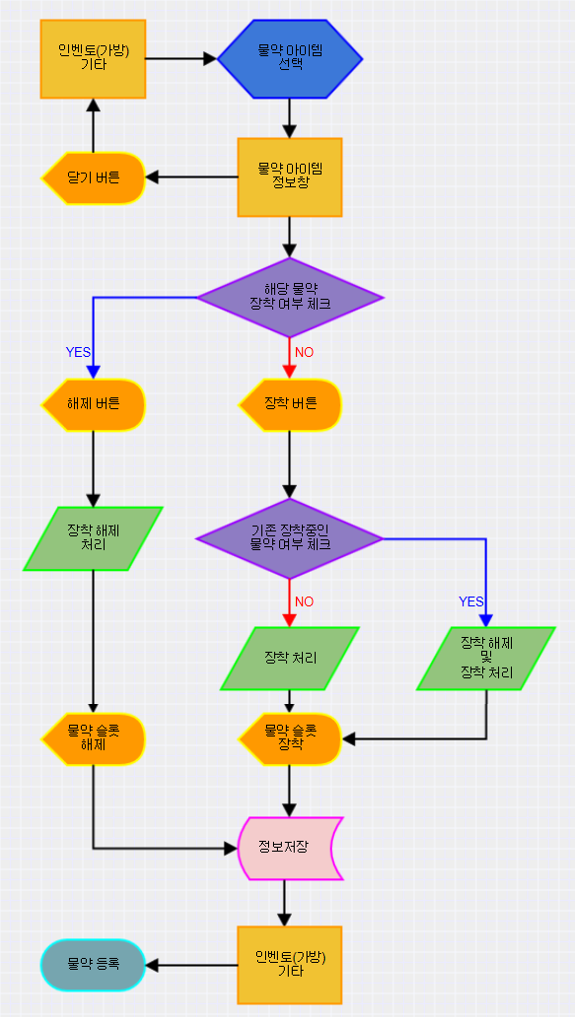 인벤토(가방)
기타
물약 아이템
선택
닫기 버튼
물약 아이템
정보창
해당 물약
장착 여부 체크
YES
NO
해제 버튼
장착 버튼
장착 해제
처리
기존 장착중인
물약 여부 체크
NO
YES
장착 처리
장착 해제
및
장착 처리
물약 슬롯
해제
물약 슬롯
장착
정보저장
물약 등록
인벤토(가방)
기타